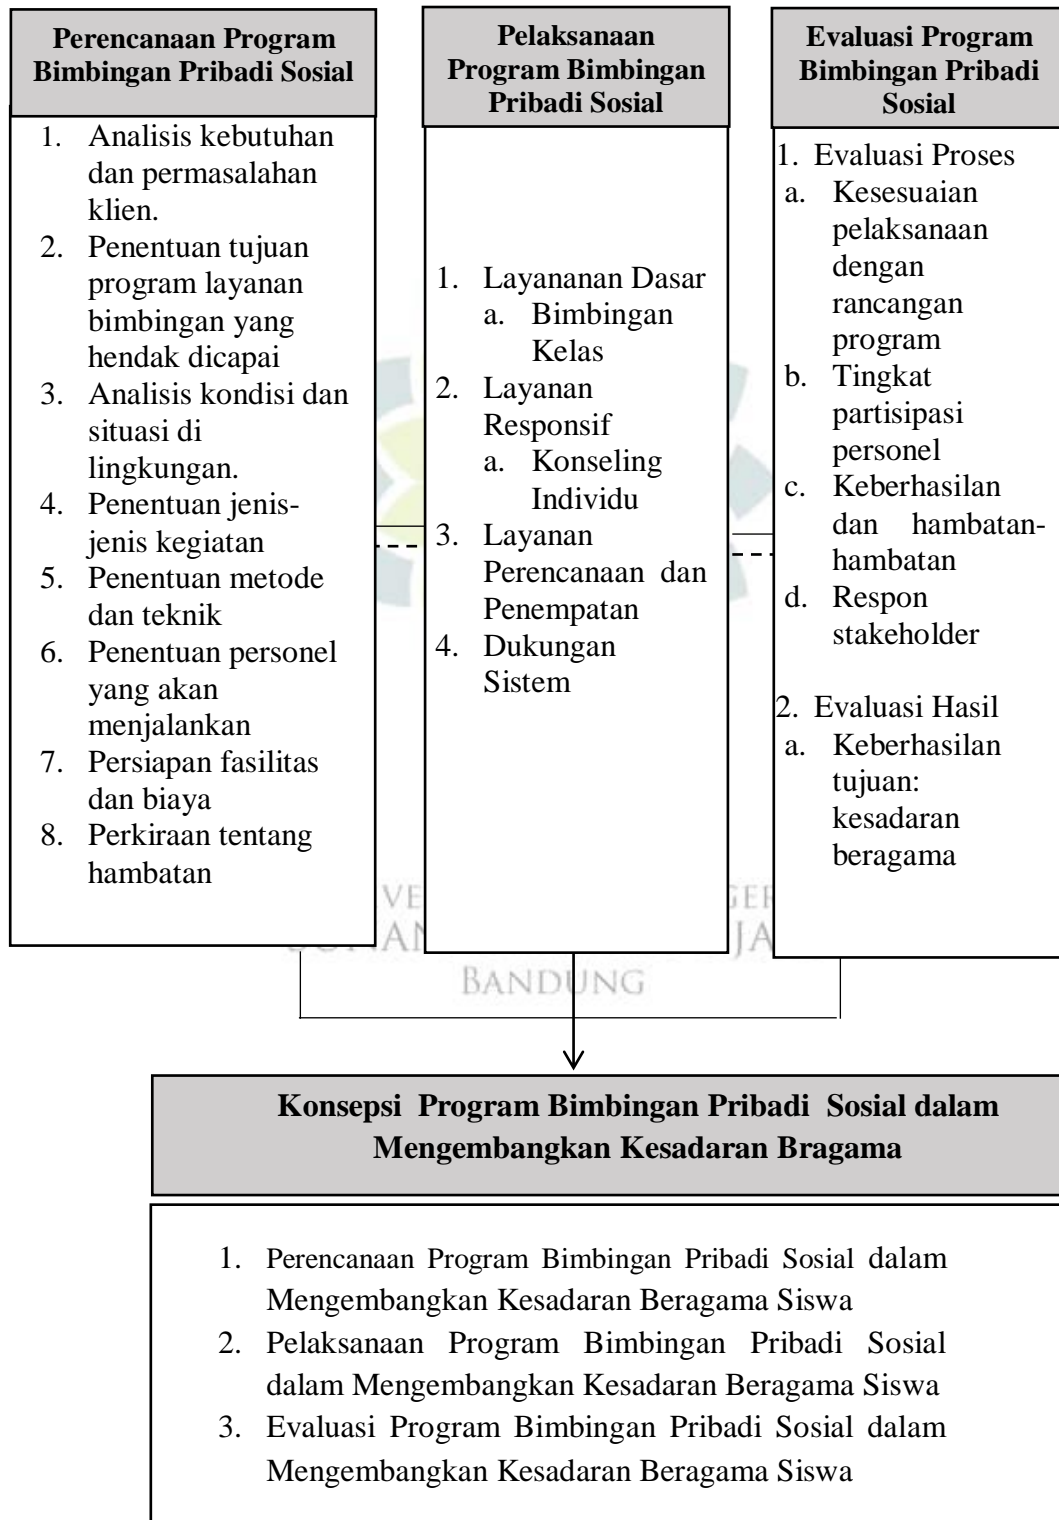 Perencanaan Program
Bimbingan Pribadi Sosial
1. Analisis kebutuhan
dan permasalahan
klien.
2. Penentuan tujuan
program layanan
bimbingan yang
hendak dicapai
3. Analisis kondisi dan
situasi di
lingkungan.
4. Penentuan jenis-
jenis kegiatan
5. Penentuan metode
dan teknik
6. Penentuan personel
yang akan
menjalankan
7. Persiapan fasilitas
dan biaya
8. Perkiraan tentang
hambatan
Pelaksanaan
Program Bimbingan
Pribadi Sosial
1. Layananan Dasar
a. Bimbingan
Kelas
2. Layanan
Responsif
a. Konseling
Individu
3. Layanan
Perencanaan dan
Penempatan
4. Dukungan
Sistem
Evaluasi Program
Bimbingan Pribadi
Sosial
1. Evaluasi Proses
a. Kesesuaian
pelaksanaan
dengan
rancangan
program
b. Tingkat
partisipasi
personel
c. Keberhasilan
dan hambatan-
hambatan
d. Respon
stakeholder
2. Evaluasi Hasil
a. Keberhasilan
tujuan:
kesadaran
beragama
BANDUNG
Konsepsi Program Bimbingan Pribadi Sosial dalam
Mengembangkan Kesadaran Bragama
1. Perencanaan Program Bimbingan Pribadi Sosial dalam
Mengembangkan Kesadaran Beragama Siswa
2. Pelaksanaan Program Bimbingan Pribadi Sosial
dalam Mengembangkan Kesadaran Beragama Siswa
3. Evaluasi Program Bimbingan Pribadi Sosial dalam
Mengembangkan Kesadaran Beragama Siswa